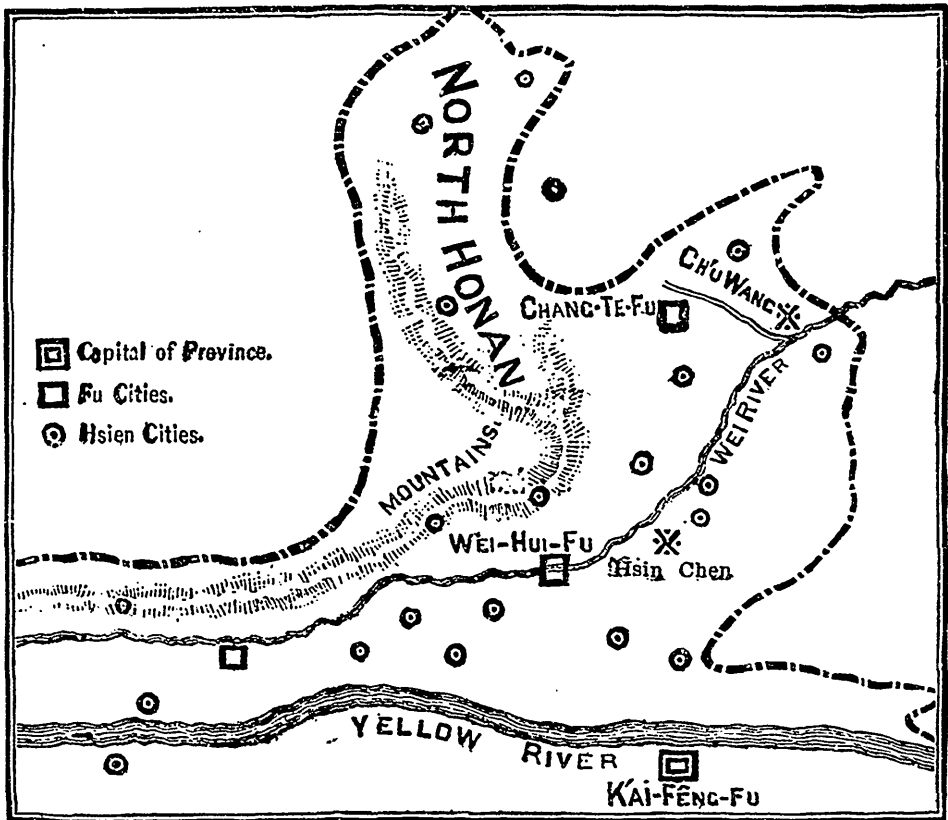 NORTH HONAN
CH'U WANG
CHANG·TE·FU
Capital of Province.
Fu Cities.
Hsien Cities.
WEI RIVER
MOUNTAINS.
WEI-HUI-FU
Hsin Chen
YELLOW RIVER
K'AI-FÊNG-FU